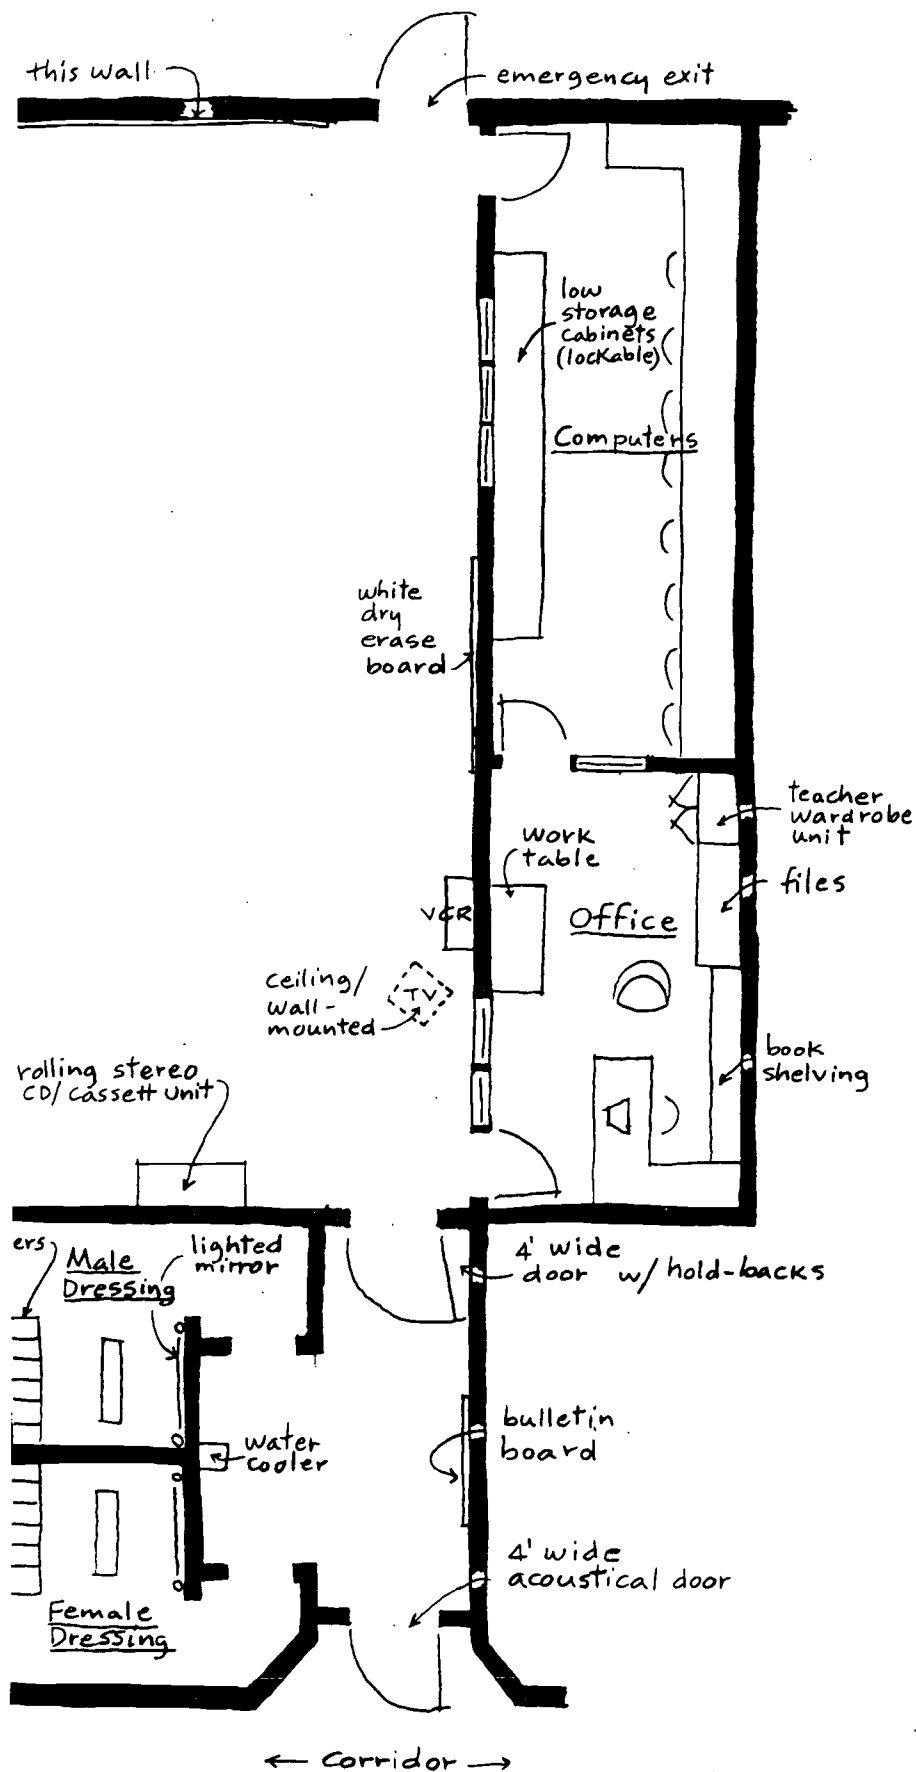 this wall
emergency exit
low
storage
cabinets
(lockable)
Computers
white
dry
erase
board
teacher
wardrobe
unit
work
table
files
VCR
Office
ceiling/
wall-
mounted
TV
book
shelving
rolling stereo
CD/Cassett unit
ers
Male
Dressing
lighted
mirror
4' wide
door w/ hold-backs
water
cooler
bulletin
board
4' wide
acoustical door
Female
Dressing
← Corridor →